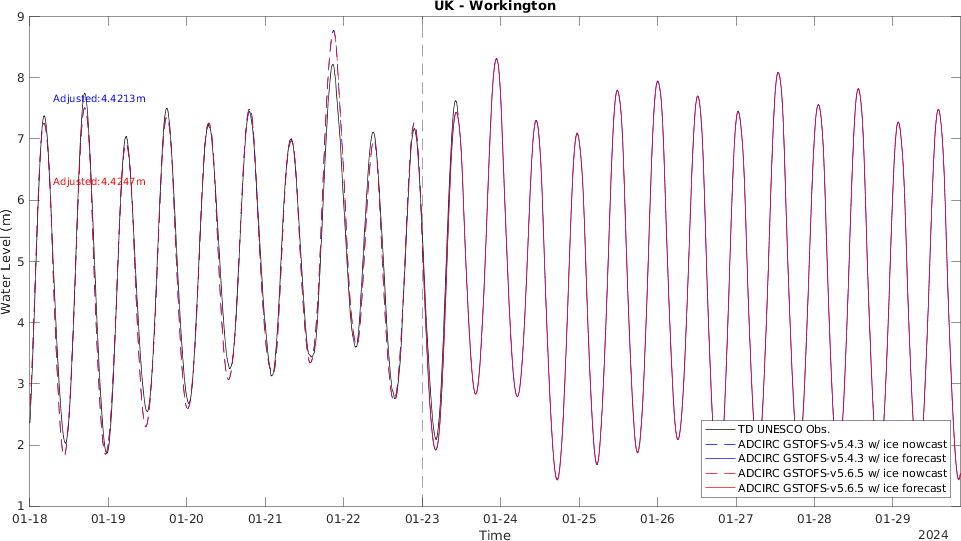 UK - Workington
9
8
7
6
5
4
3
2
1
Water Level (m)
Adjusted:4.4213m
Adjusted:4.4247m
TD UNESCO Obs.
ADCIRC GSTOFS-v5.4.3 w/ ice nowcast
ADCIRC GSTOFS-v5.4.3 w/ ice forecast
ADCIRC GSTOFS-v5.6.5 w/ ice nowcast
ADCIRC GSTOFS-v5.6.5 w/ ice forecast
01-18 01-19 01-20 01-21 01-22 01-23 01-24 01-25 01-26 01-27 01-28 01-29
Time
2024